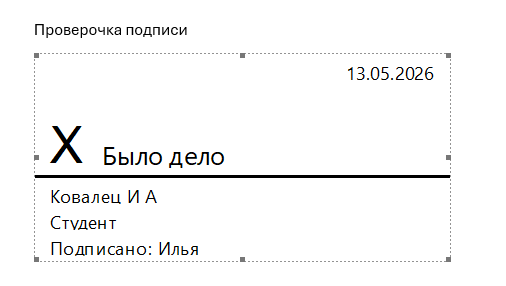 Проверочка подписи
13.05.2026
X Было дело
Ковалец И А
Студент
Подписано: Илья